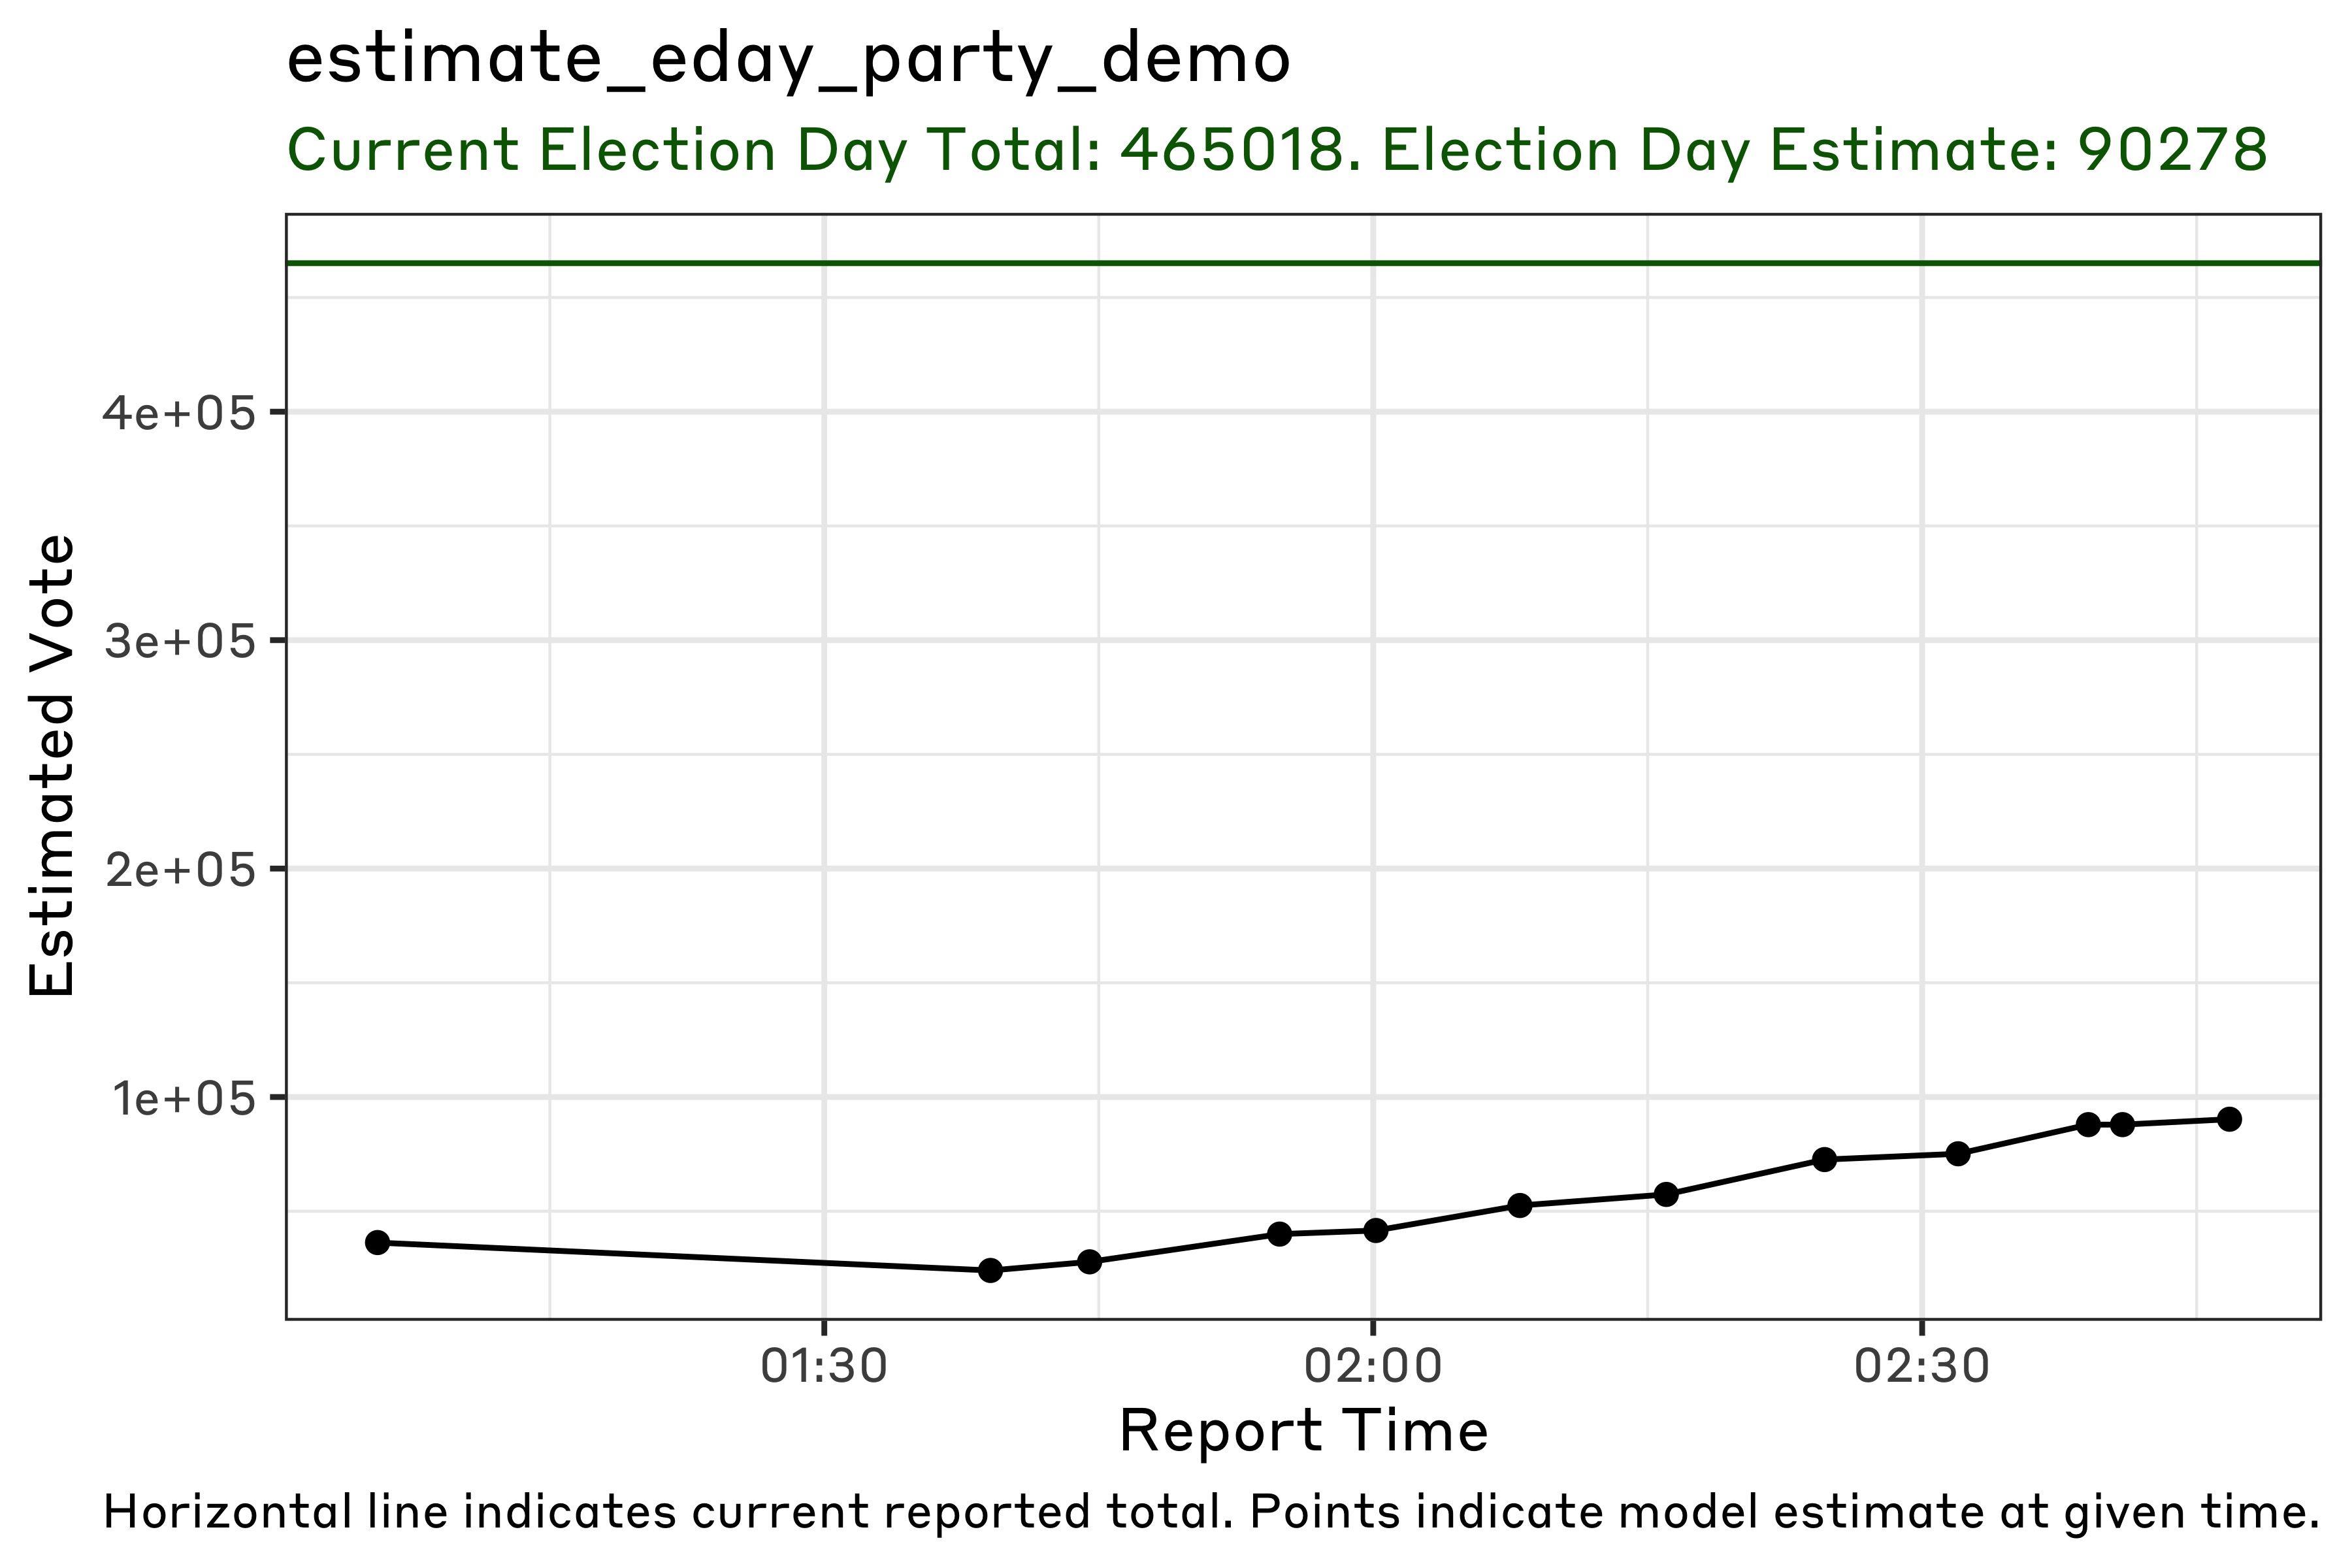 estimate_eday_party_demo
Current Election Day Total: 465018. Election Day Estimate: 90278
Estimated Vote
4e+05
3e+05
2e+05
1e+05
01:30 02:00 02:30
Report Time
Horizontal line indicates current reported total. Points indicate model estimate at given time.